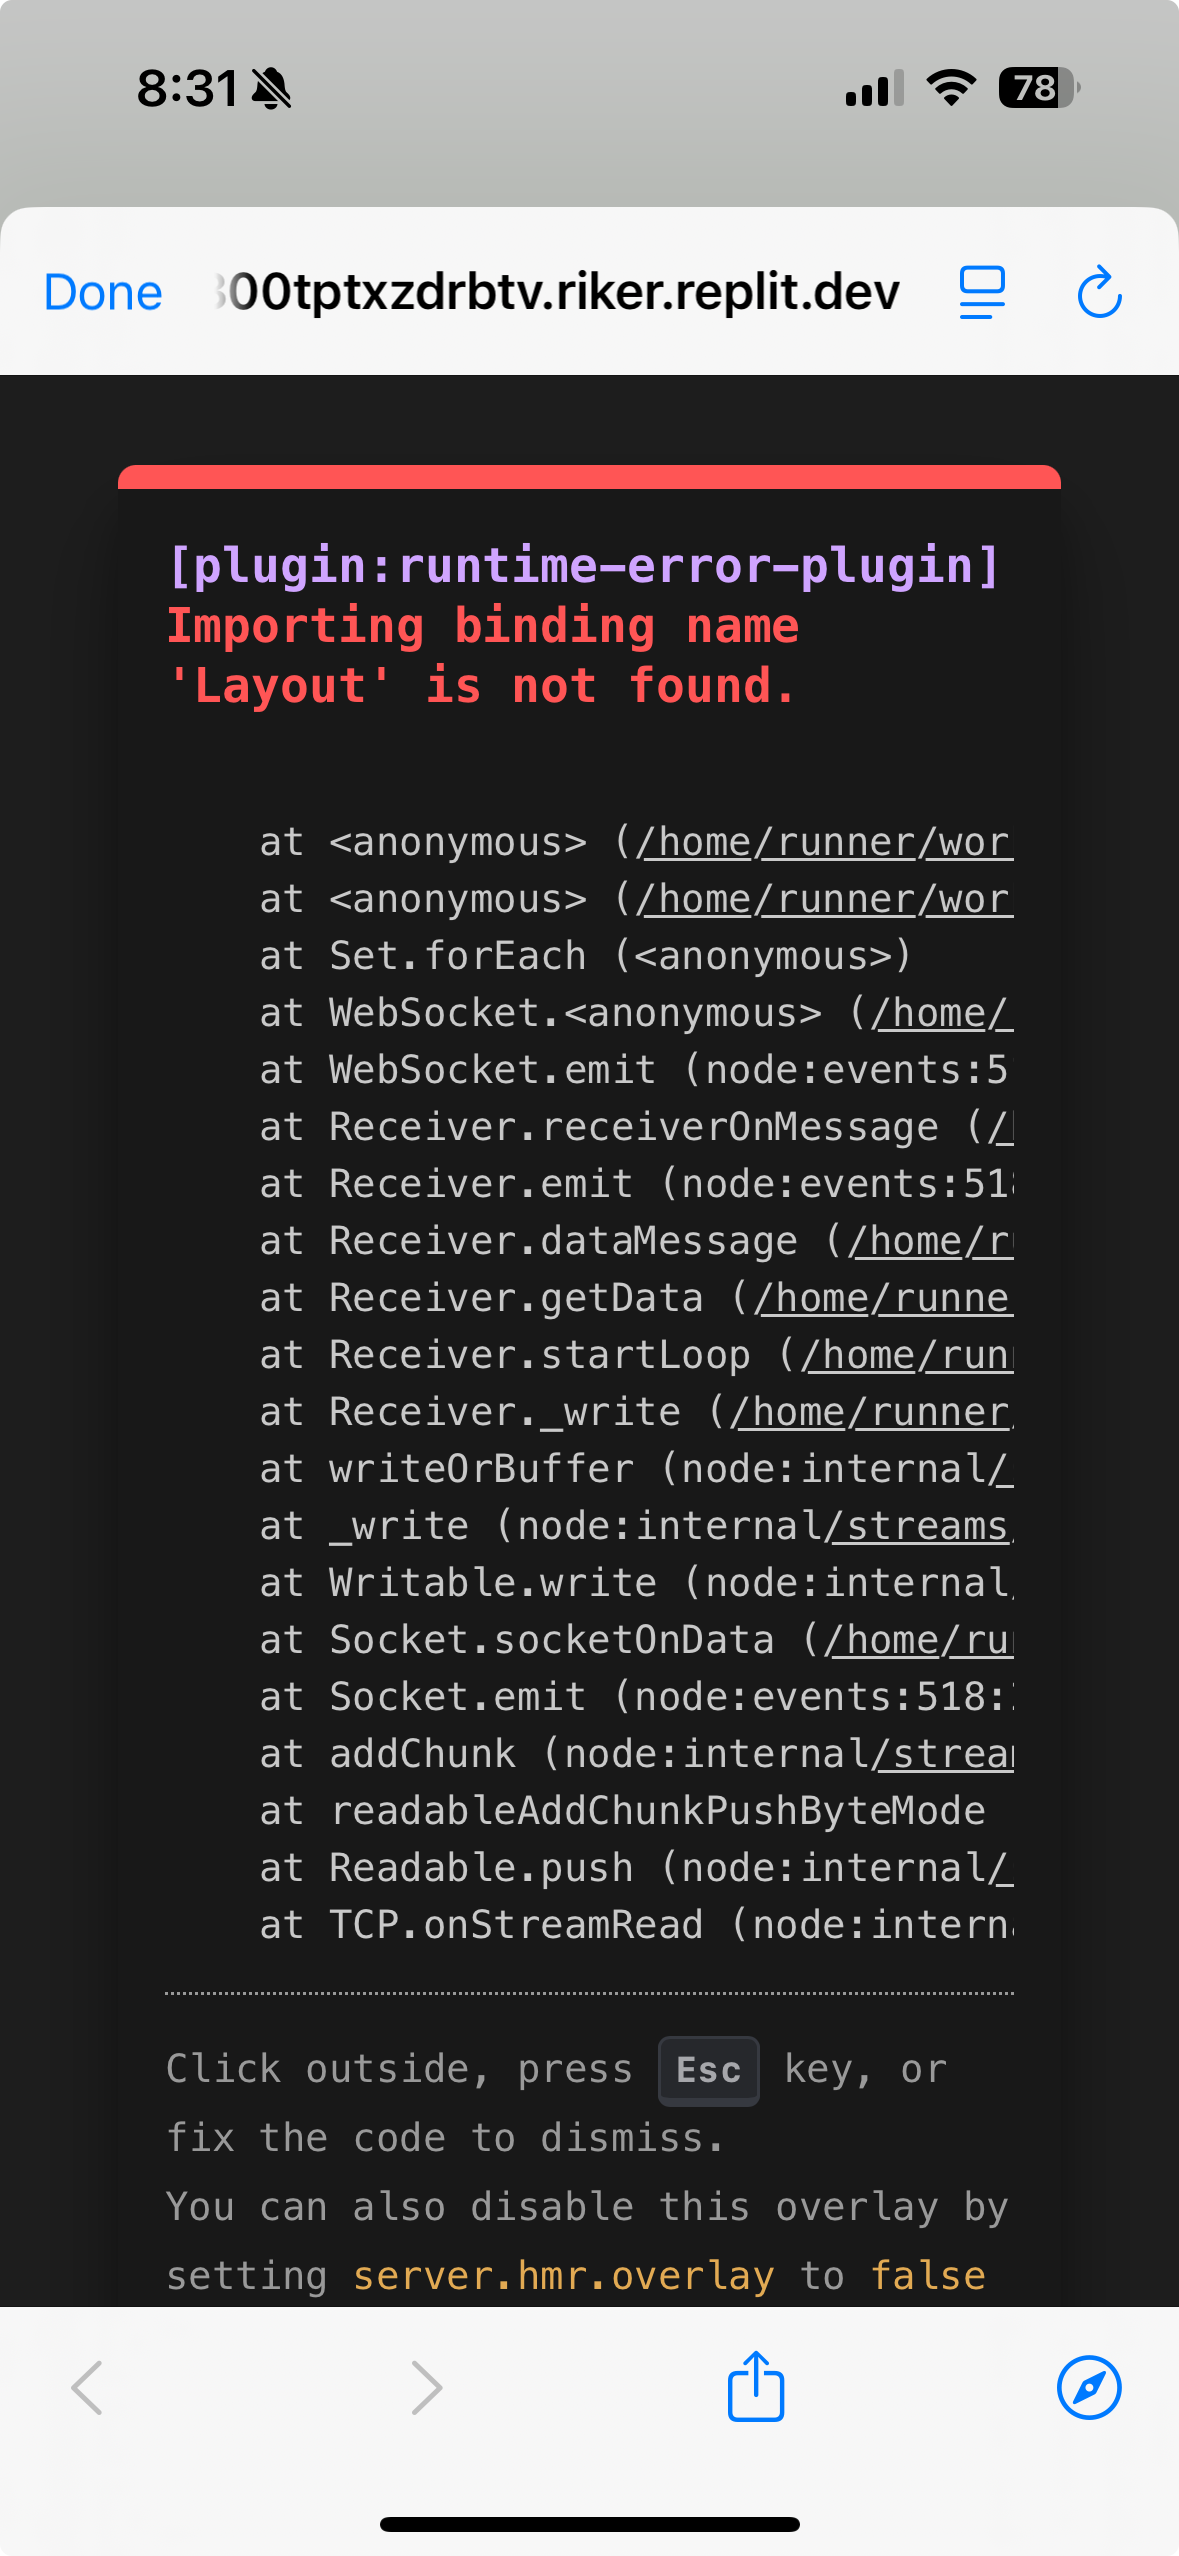 8:31
78
Done
00tptxzdrbtv.riker.replit.dev
[plugin:runtime-error-plugin]
Importing binding name
'Layout' is not found.
at <anonymous> (/home/runner/wor
at <anonymous> (/home/runner/wor
at Set.forEach (<anonymous>)
at WebSocket.<anonymous> (/home/
at WebSocket.emit (node:events:5
at Receiver.receiverOnMessage (/
at Receiver.emit (node:events:51
at Receiver.dataMessage (/home/r
at Receiver.getData (/home/runne
at Receiver.startLoop (/home/run
at Receiver._write (/home/runner
at writeOrBuffer (node:internal/
at _write (node:internal/streams
at Writable.write (node:internal
at Socket.socketOnData (/home/ru
at Socket.emit (node:events:518:
at addChunk (node:internal/strea
at readableAddChunkPushByteMode
at Readable.push (node:internal/
at TCP.onStreamRead (node:intern
Click outside, press Esc key, or
fix the code to dismiss.
You can also disable this overlay by
setting server.hmr.overlay to false